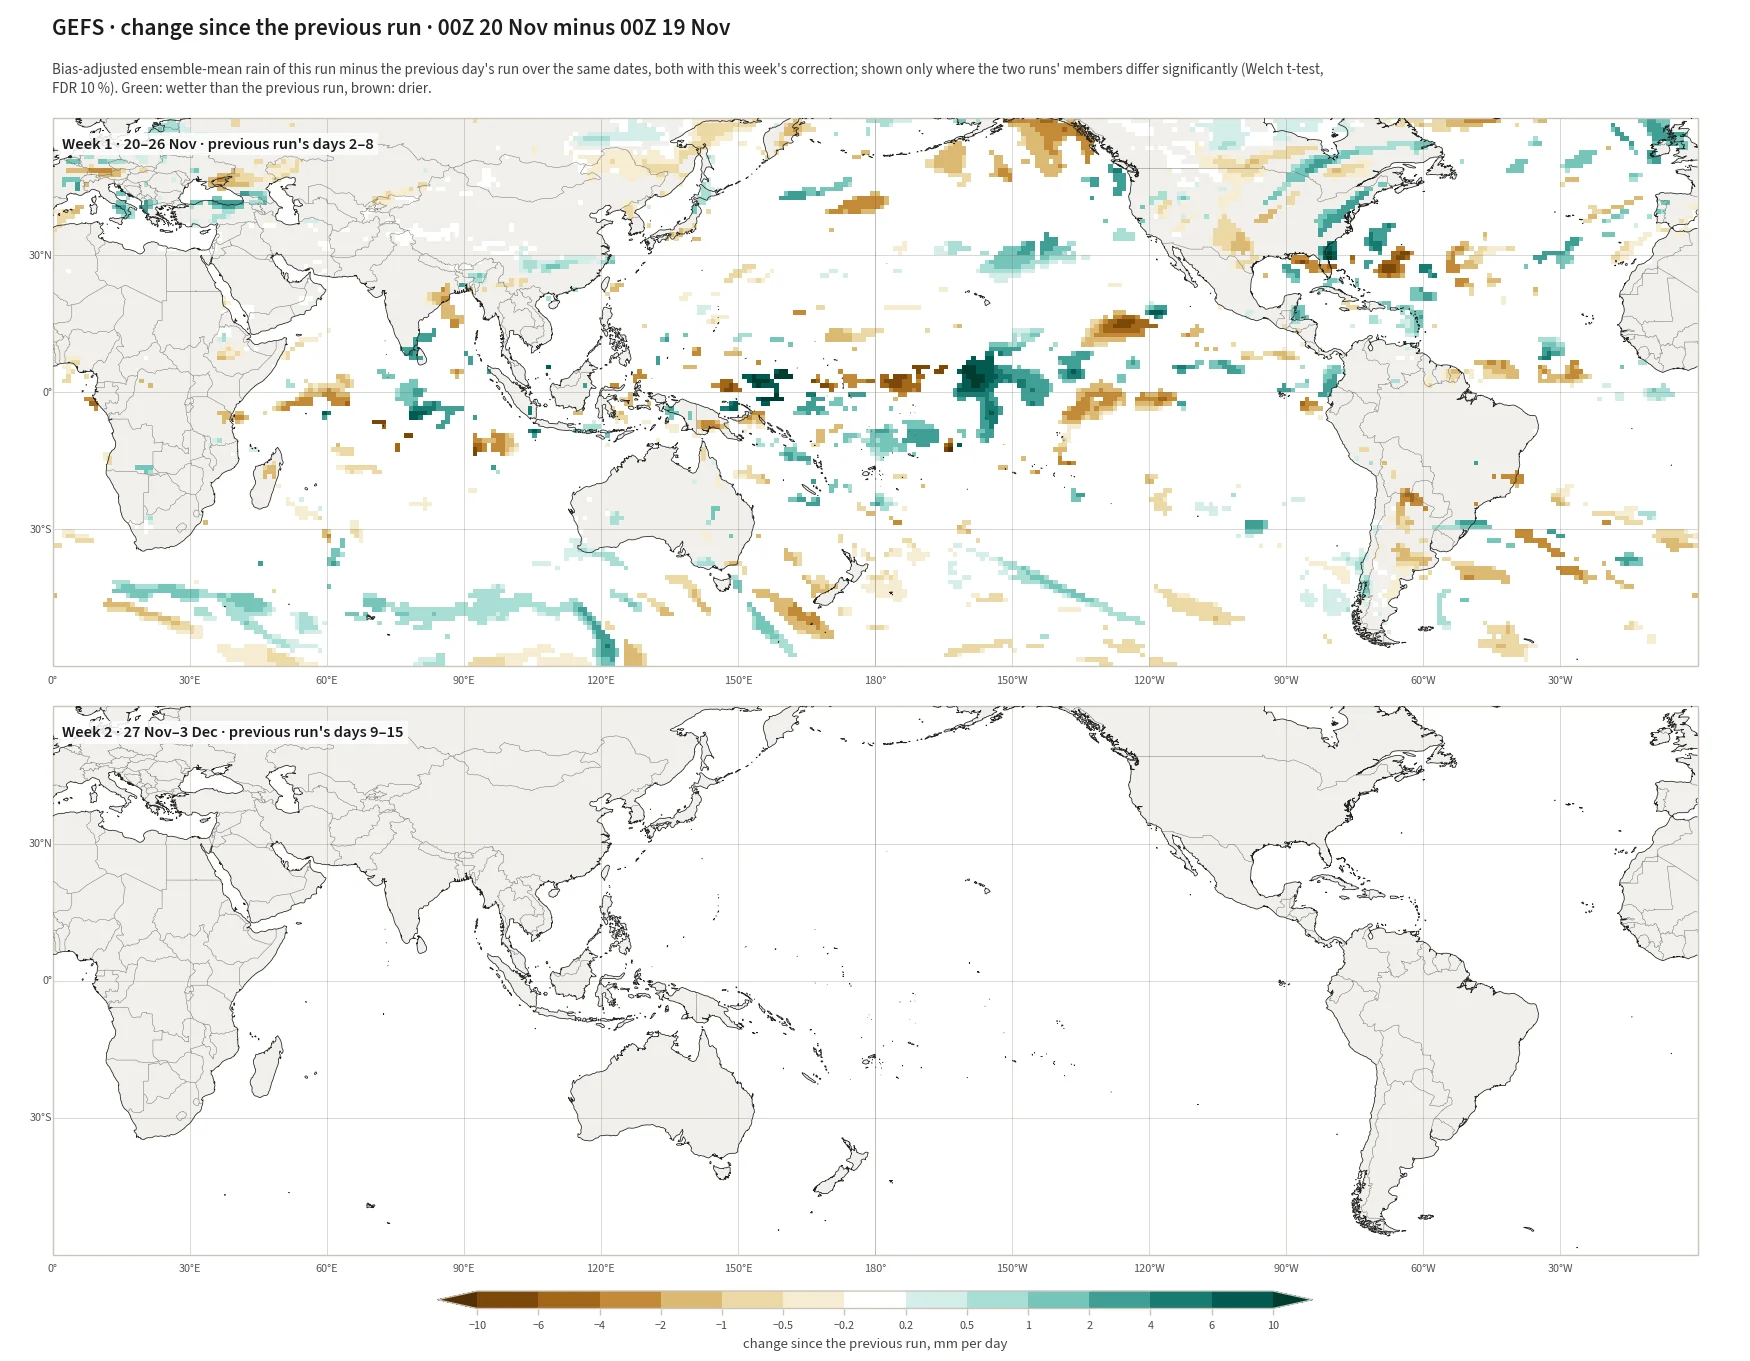 GEFS · change since the previous run · 00Z 20 Nov minus 00Z 19 Nov
Bias-adjusted ensemble-mean rain of this run minus the previous day's run over the same dates, both with this week's correction; shown only where the two runs' members differ significantly (Welch t-test,
FDR 10 %). Green: wetter than the previous run, brown: drier.
Week 1 · 20–26 Nov · previous run's days 2–8
30°N
0°
30°S
0° 30°E 60°E 90°E 120°E 150°E 180° 150°W 120°W 90°W 60°W 30°W
Week 2 · 27 Nov–3 Dec · previous run's days 9–15
30°N
0°
30°S
0° 30°E 60°E 90°E 120°E 150°E 180° 150°W 120°W 90°W 60°W 30°W
−10 −6 −4 −2 −1 −0.5 −0.2 0.2 0.5 1 2 4 6 10
change since the previous run, mm per day